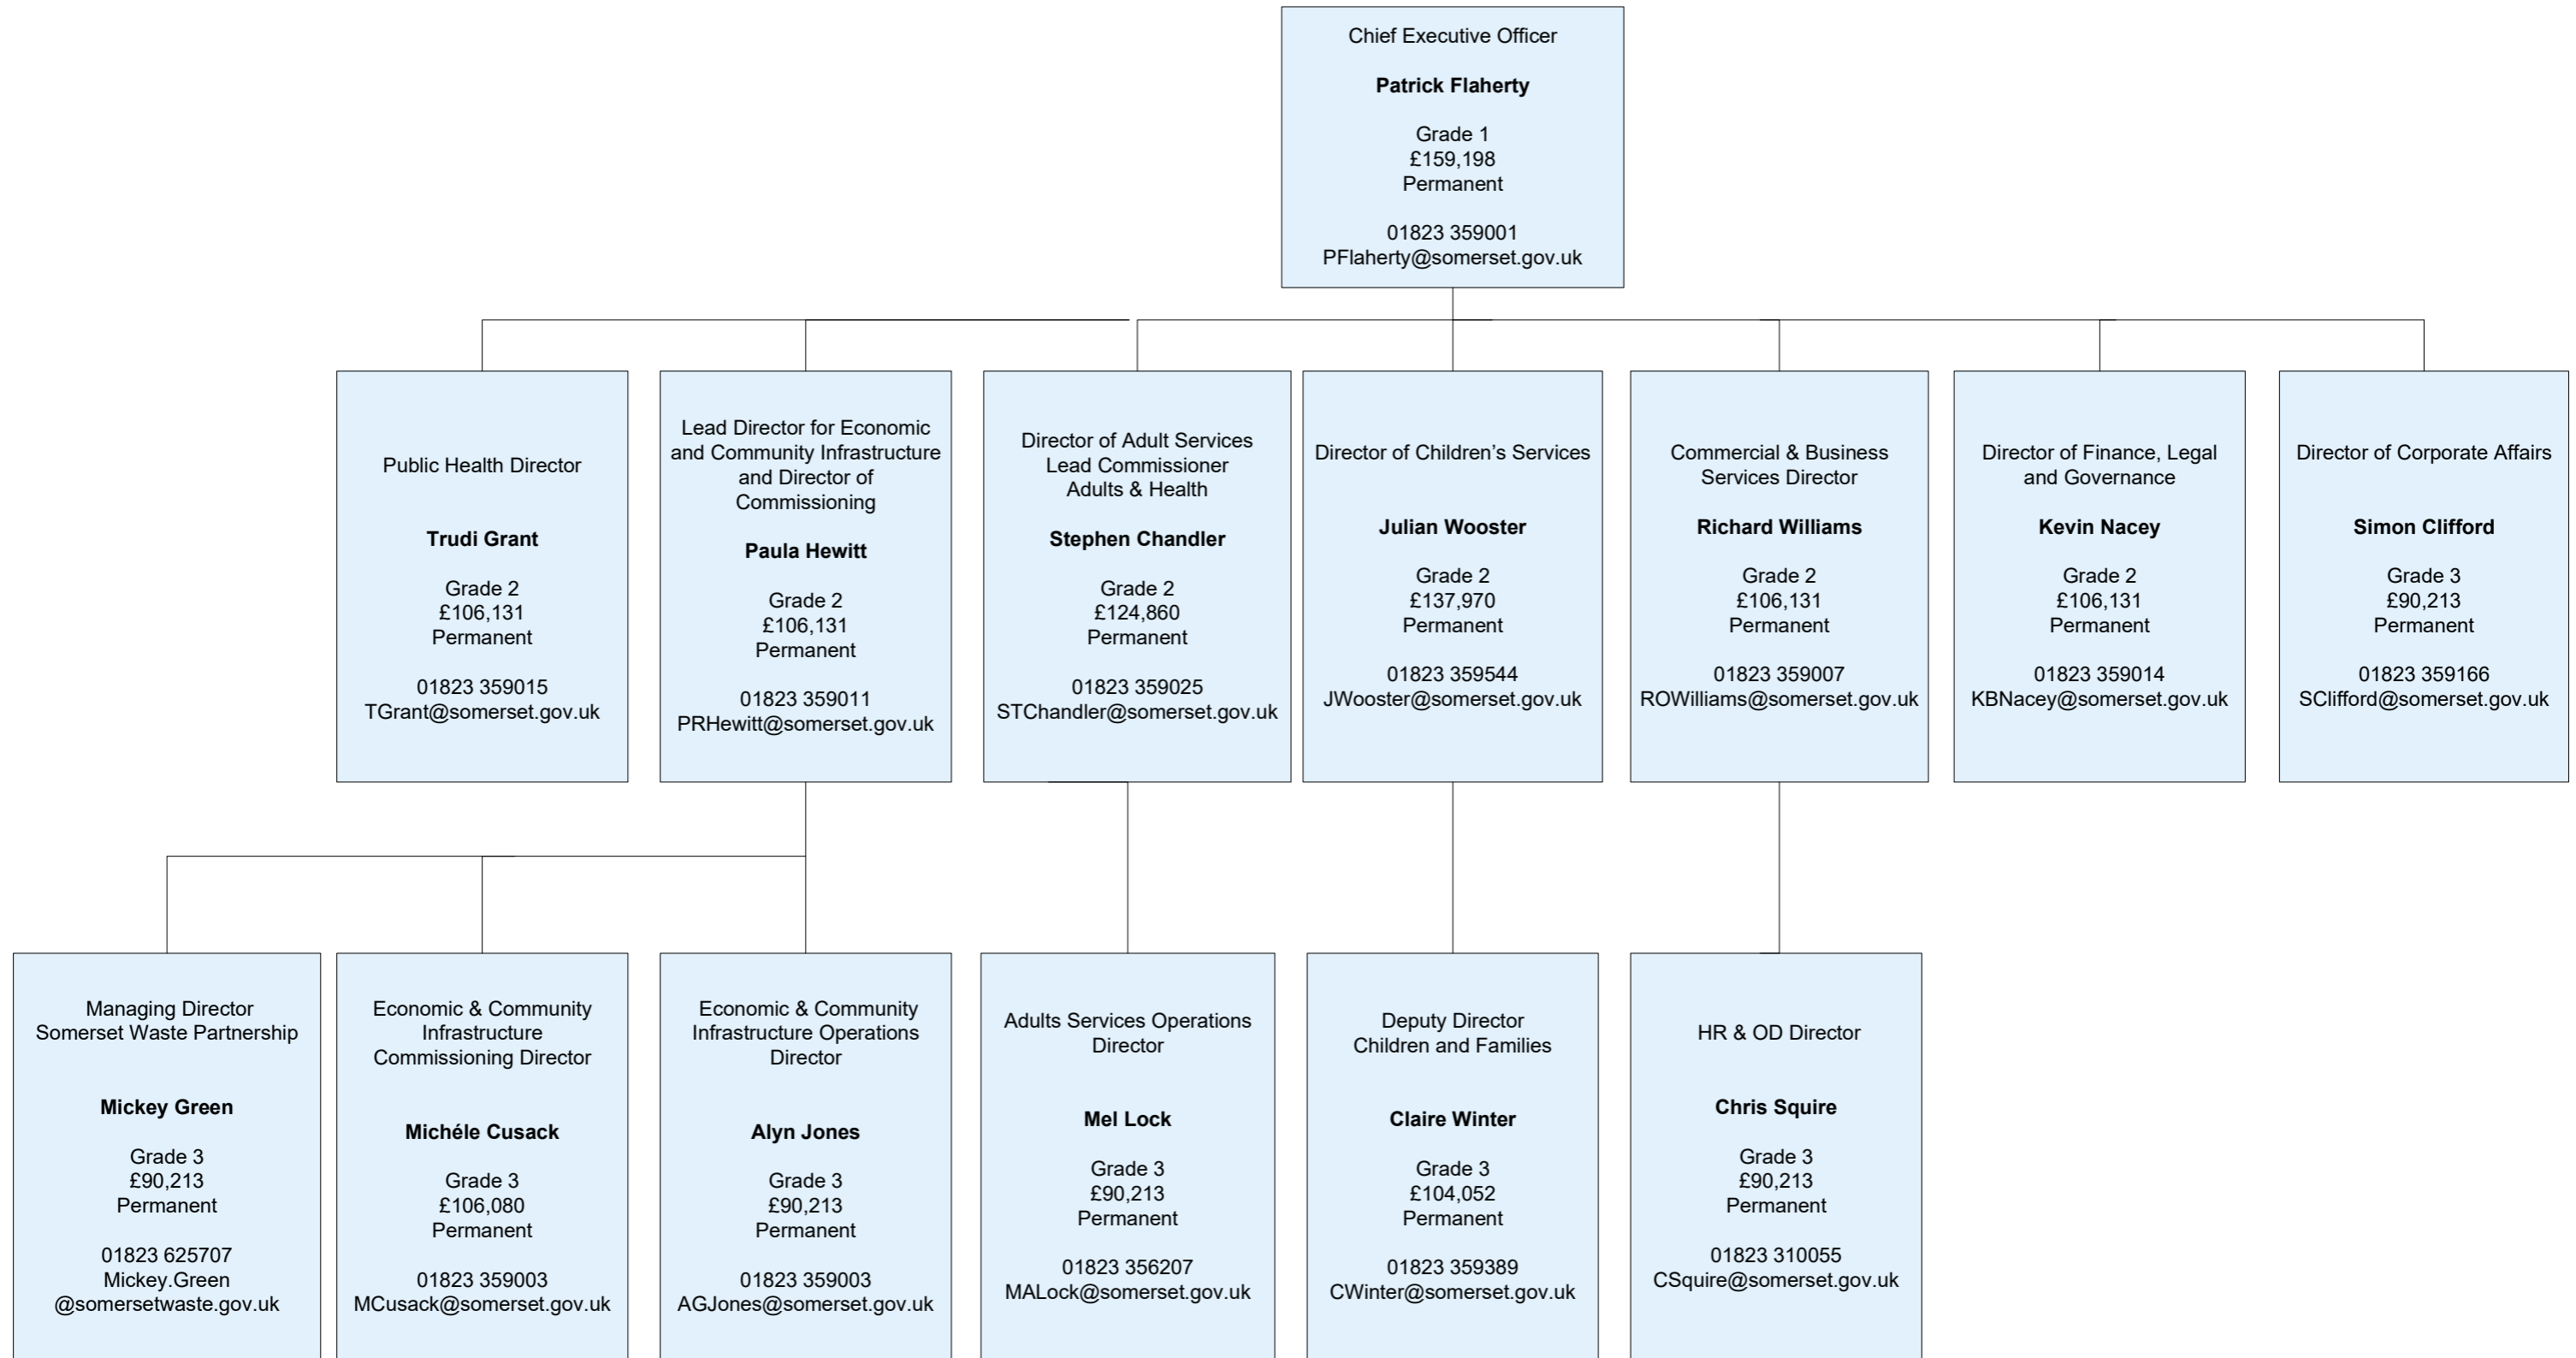 Chief Executive Officer
Patrick Flaherty
Grade 1
£159,198
Permanent
01823 359001
PFlaherty@somerset.gov.uk
Public Health Director
Trudi Grant
Grade 2
£106,131
Permanent
01823 359015
TGrant@somerset.gov.uk
Lead Director for Economic
and Community Infrastructure
and Director of
Commissioning
Paula Hewitt
Grade 2
£106,131
Permanent
01823 359011
PRHewitt@somerset.gov.uk
Director of Adult Services
Lead Commissioner
Adults & Health
Stephen Chandler
Grade 2
£124,860
Permanent
01823 359025
STChandler@somerset.gov.uk
Director of Children’s Services
Julian Wooster
Grade 2
£137,970
Permanent
01823 359544
JWooster@somerset.gov.uk
Commercial & Business
Services Director
Richard Williams
Grade 2
£106,131
Permanent
01823 359007
ROWilliams@somerset.gov.uk
Director of Finance, Legal
and Governance
Kevin Nacey
Grade 2
£106,131
Permanent
01823 359014
KBNacey@somerset.gov.uk
Director of Corporate Affairs
Simon Clifford
Grade 3
£90,213
Permanent
01823 359166
SClifford@somerset.gov.uk
Managing Director
Somerset Waste Partnership
Mickey Green
Grade 3
£90,213
Permanent
01823 625707
Mickey.Green
@somersetwaste.gov.uk
Economic & Community
Infrastructure
Commissioning Director
Michéle Cusack
Grade 3
£106,080
Permanent
01823 359003
MCusack@somerset.gov.uk
Economic & Community
Infrastructure Operations
Director
Alyn Jones
Grade 3
£90,213
Permanent
01823 359003
AGJones@somerset.gov.uk
Adults Services Operations
Director
Mel Lock
Grade 3
£90,213
Permanent
01823 356207
MALock@somerset.gov.uk
Deputy Director
Children and Families
Claire Winter
Grade 3
£104,052
Permanent
01823 359389
CWinter@somerset.gov.uk
HR & OD Director
Chris Squire
Grade 3
£90,213
Permanent
01823 310055
CSquire@somerset.gov.uk